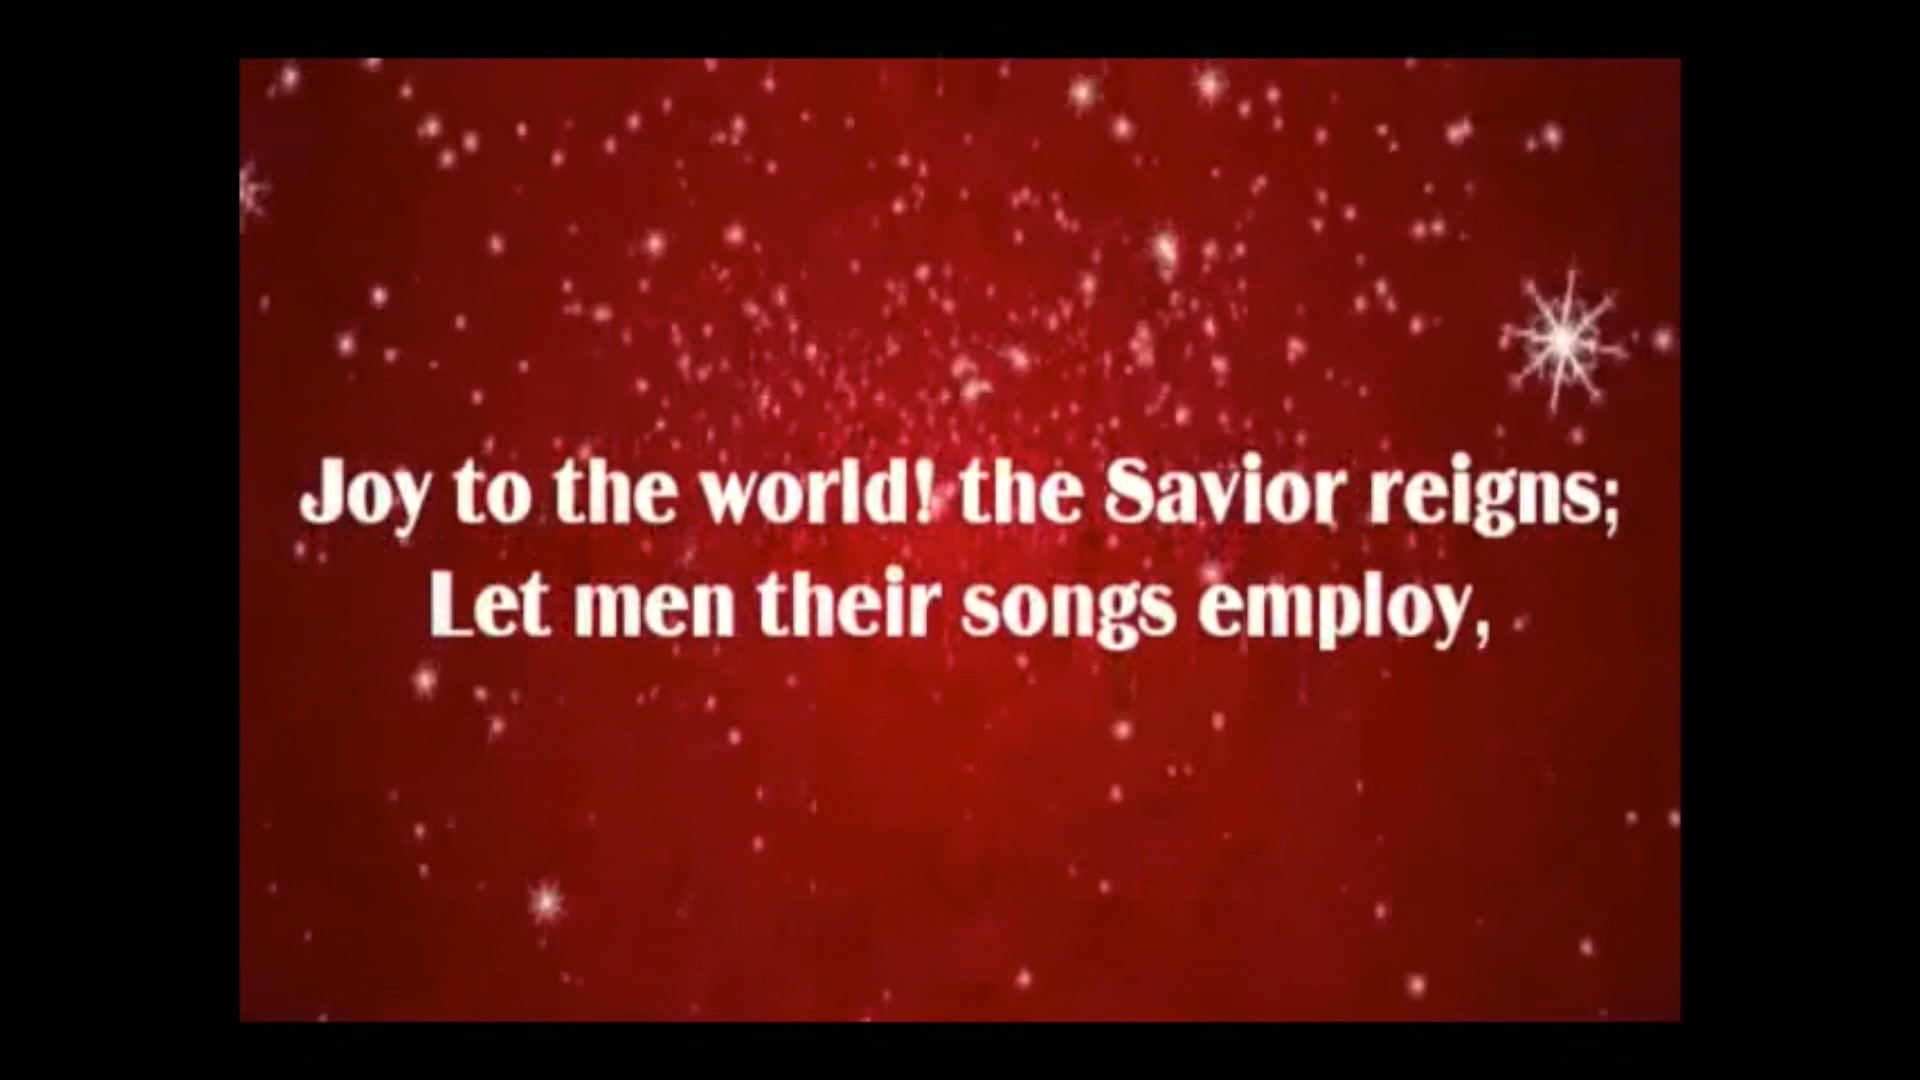 Joy to the world! the Savior reigns;
Let men their songs employ,